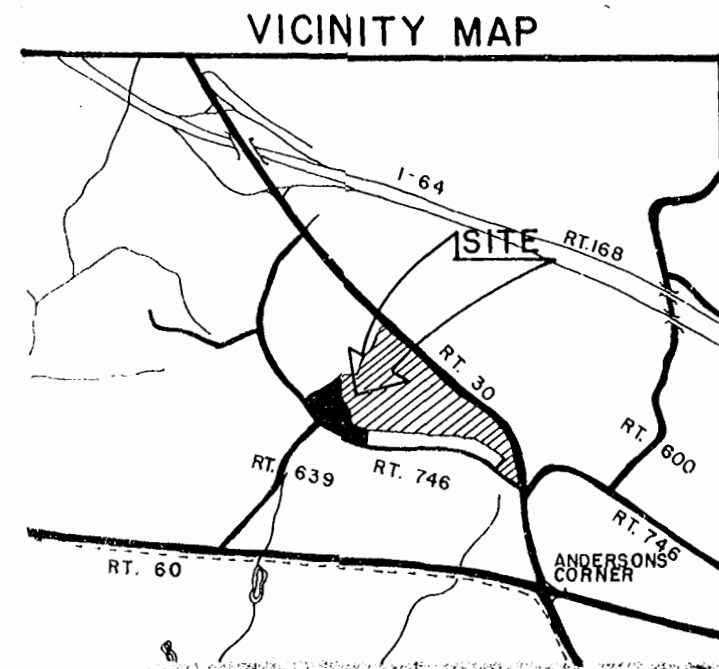 VICINITY MAP
I-64
SITE
RT.168
RT. 30
RT. 600
RT. 639
RT. 746
RT. 746
ANDERSONS
CORNER
RT. 60